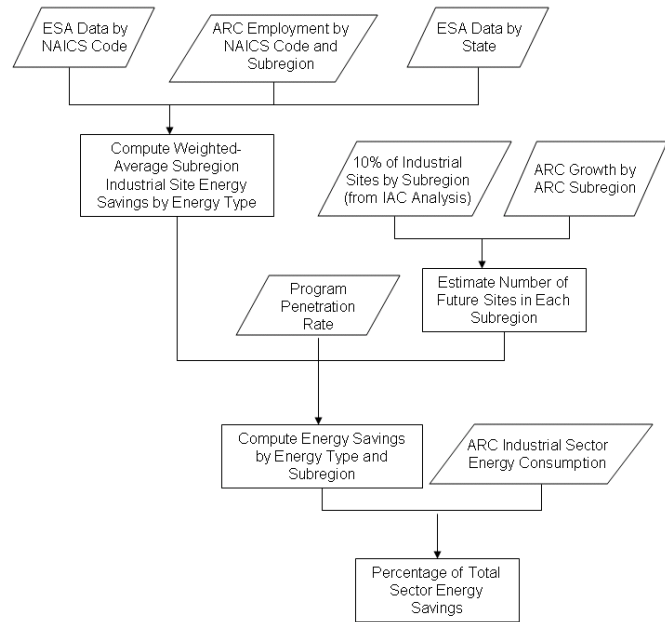 ESA Data by
NAICS Code
ARC Employment by
NAICS Code and
Subregion
ESA Data by
State
Compute Weighted-
Average Subregion
Industrial Site Energy
Savings by Energy Type
10% of Industrial
Sites by Subregion
(from IAC Analysis)
ARC Growth by
ARC Subregion
Program
Penetration
Rate
Estimate Number of
Future Sites in Each
Subregion
Compute Energy Savings
by Energy Type and
Subregion
ARC Industrial Sector
Energy Consumption
Percentage of Total
Sector Energy
Savings